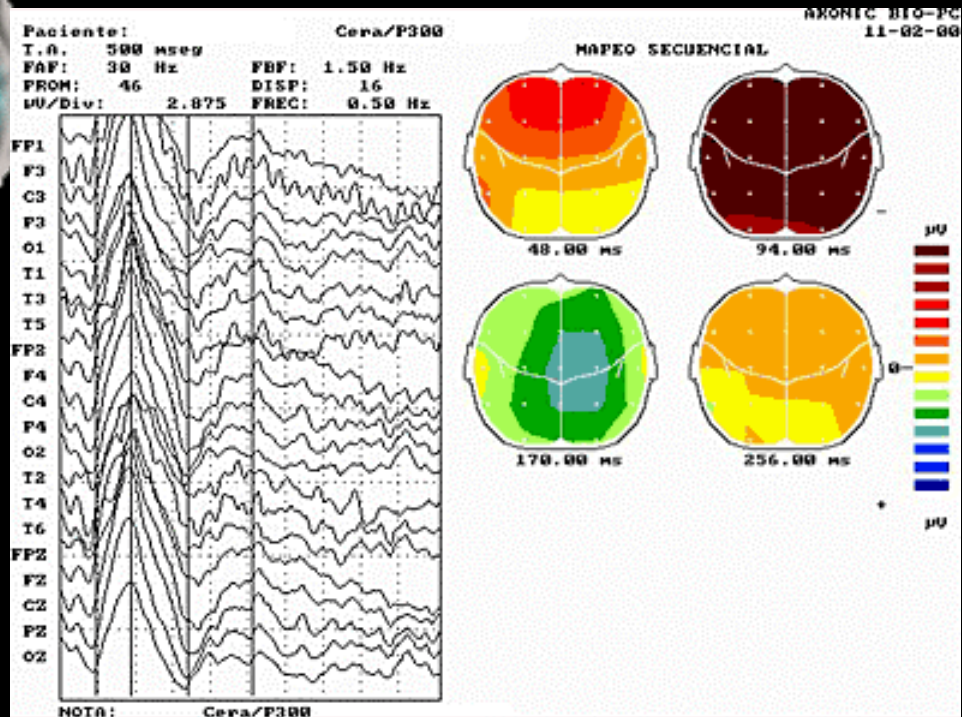 AXONIC BIO-PC
11-02-00
Paciente: Cera/P300
T.A. 500 mseg
FAF: 30 Hz FBF: 1.50 Hz
PROM: 46 DISP: 16
µV/Div: 2.875 FREC: 0.50 Hz
MAPEO SECUENCIAL
FP1
F3
C3
P3
O1
T1
T3
T5
FP2
F4
C4
P4
O2
T2
T4
T6
FPZ
FZ
CZ
PZ
OZ
48.00 ms
94.00 ms
170.00 ms
256.00 ms
-
µV
0-
+
µV
NOTA: Cera/P300